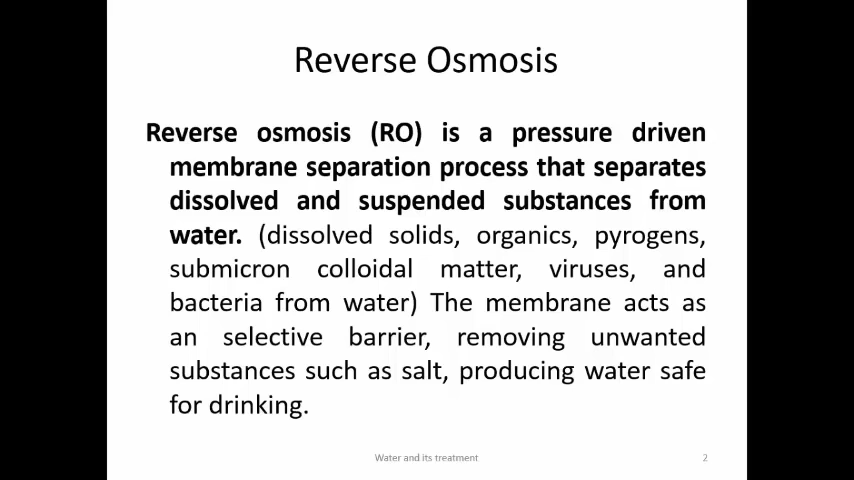 Reverse Osmosis
Reverse osmosis (RO) is a pressure driven
membrane separation process that separates
dissolved and suspended substances from
water. (dissolved solids, organics, pyrogens,
submicron colloidal matter, viruses, and
bacteria from water) The membrane acts as
an selective barrier, removing unwanted
substances such as salt, producing water safe
for drinking.
Water and its treatment
2